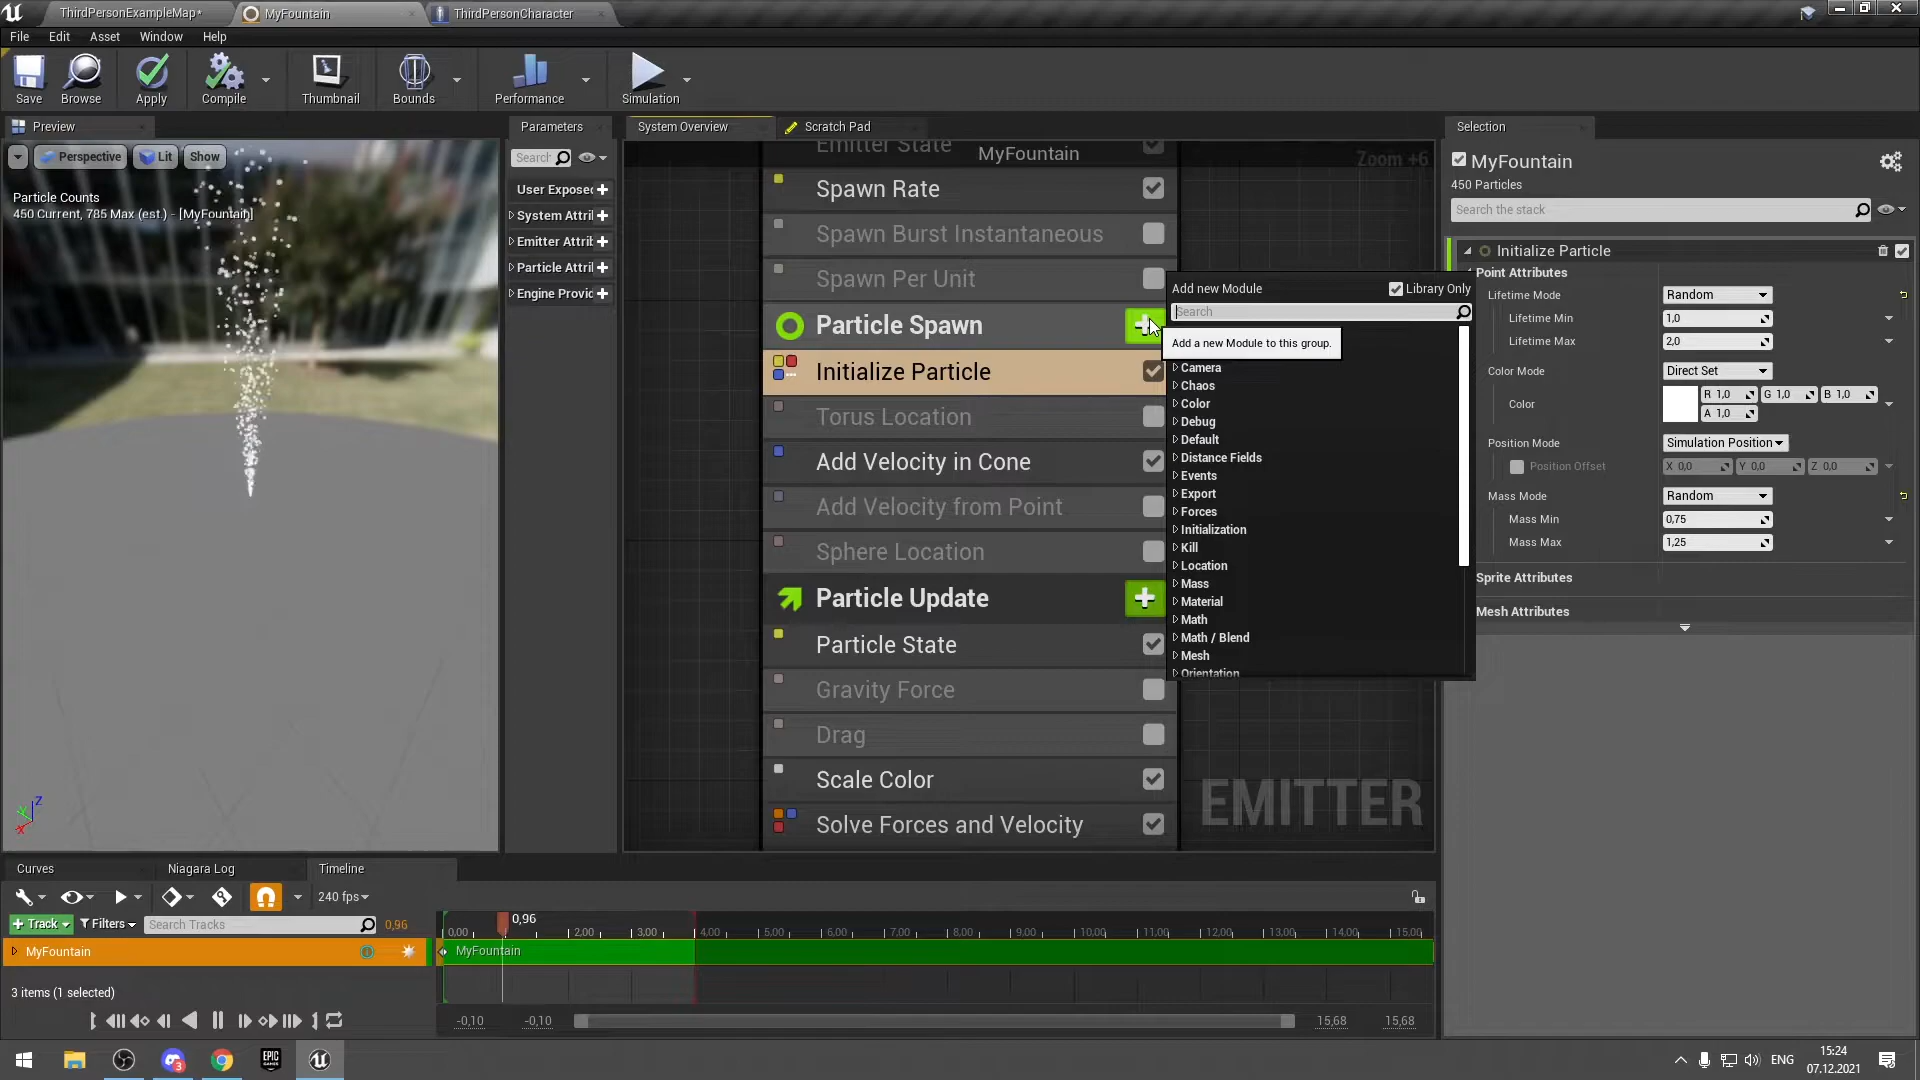 ThirdPersonExampleMap*
MyFountain
ThirdPersonCharacter
File Edit Asset Window Help
Save
Browse
Apply
Compile
Thumbnail
Bounds
Performance
Simulation
Preview
Perspective
Lit
Show
Particle Counts
450 Current, 785 Max (est.) - [MyFountain]
Z
Y
X
Parameters
Search
User Expose
System Attri
Emitter Attrib
Particle Attri
Engine Provic
System Overview
Scratch Pad
Emitter State
MyFountain
Zoom +6
Spawn Rate
Spawn Burst Instantaneous
Spawn Per Unit
Particle Spawn
Initialize Particle
Torus Location
Add Velocity in Cone
Add Velocity from Point
Sphere Location
Particle Update
Particle State
Gravity Force
Drag
Scale Color
Solve Forces and Velocity
EMITTER
Add new Module
Library Only
Search
Add a new Module to this group.
Camera
Chaos
Color
Debug
Default
Distance Fields
Events
Export
Forces
Initialization
Kill
Location
Mass
Material
Math
Math / Blend
Mesh
Orientation
Selection
MyFountain
450 Particles
Search the stack
Initialize Particle
Point Attributes
Lifetime Mode Random
Lifetime Min 1,0
Lifetime Max 2,0
Color Mode Direct Set
Color R 1,0 G 1,0 B 1,0
A 1,0
Position Mode Simulation Position
Position Offset X 0,0 Y 0,0 Z 0,0
Mass Mode Random
Mass Min 0,75
Mass Max 1,25
Sprite Attributes
Mesh Attributes
Curves
Niagara Log
Timeline
240 fps
Track Filters Search Tracks 0,96
0,96
0,00 2,00 3,00 4,00 5,00 6,00 7,00 8,00 9,00 10,00 11,00 12,00 13,00 14,00 15,00
MyFountain
MyFountain
3 items (1 selected)
-0,10 -0,10 15,68 15,68
EPIC GAMES
3
ENG
15:24
07.12.2021